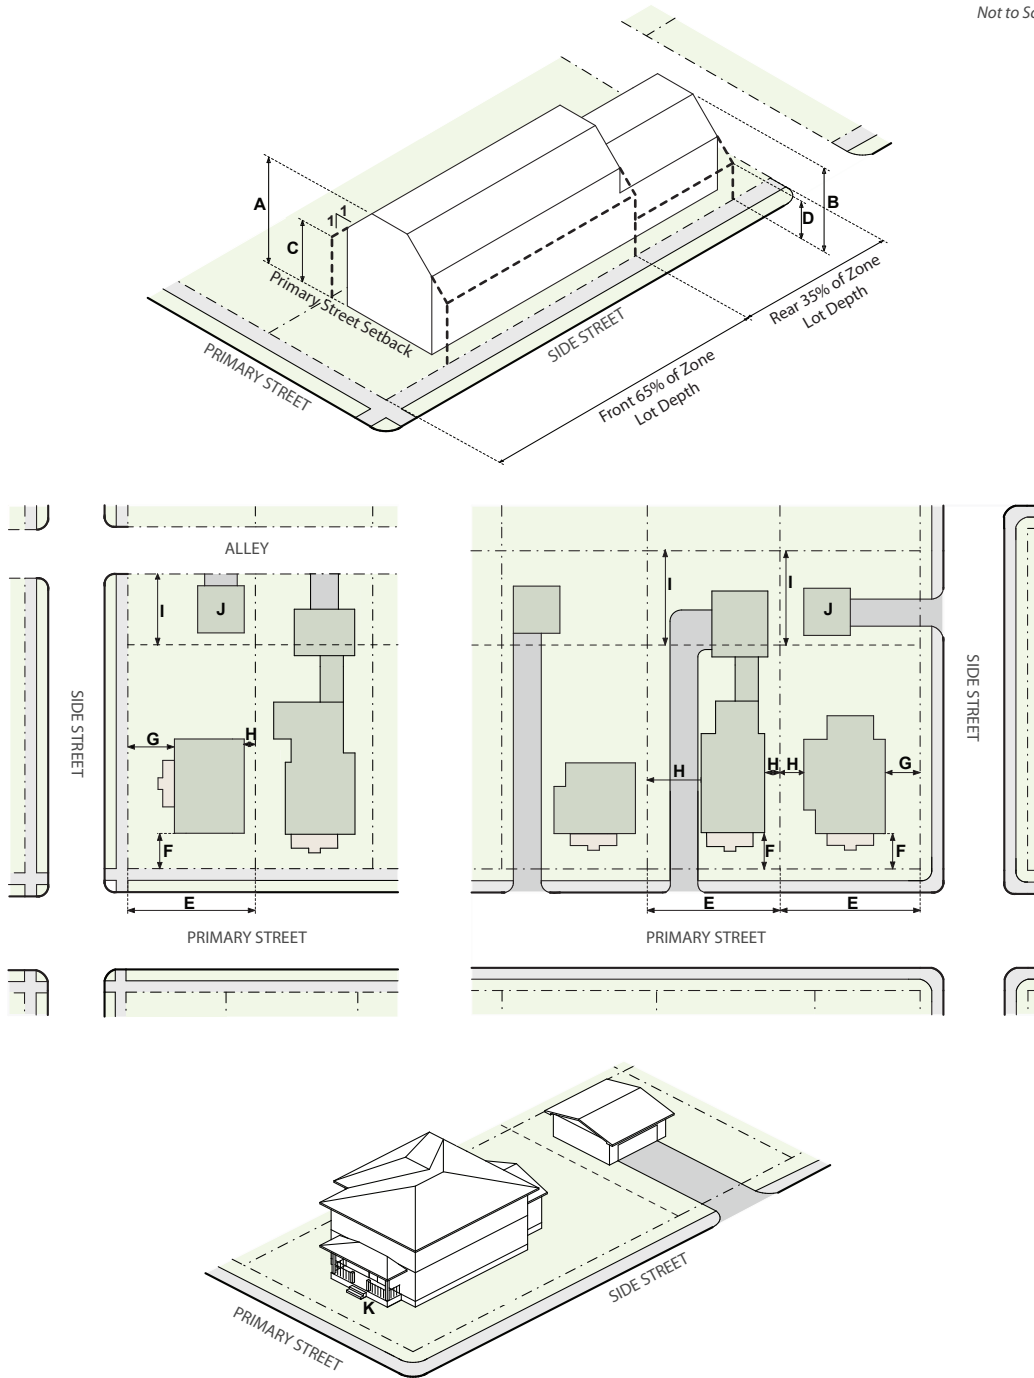 Not to Sc
A
1
1
C
B
D
Primary Street Setback
PRIMARY STREET
SIDE STREET
Rear 35% of Zone
Lot Depth
Front 65% of Zone
Lot Depth
ALLEY
I
J
SIDE STREET
G
H
F
E
PRIMARY STREET
I
I
J
SIDE STREET
H
H
H
G
F
F
E
E
PRIMARY STREET
K
PRIMARY STREET
SIDE STREET